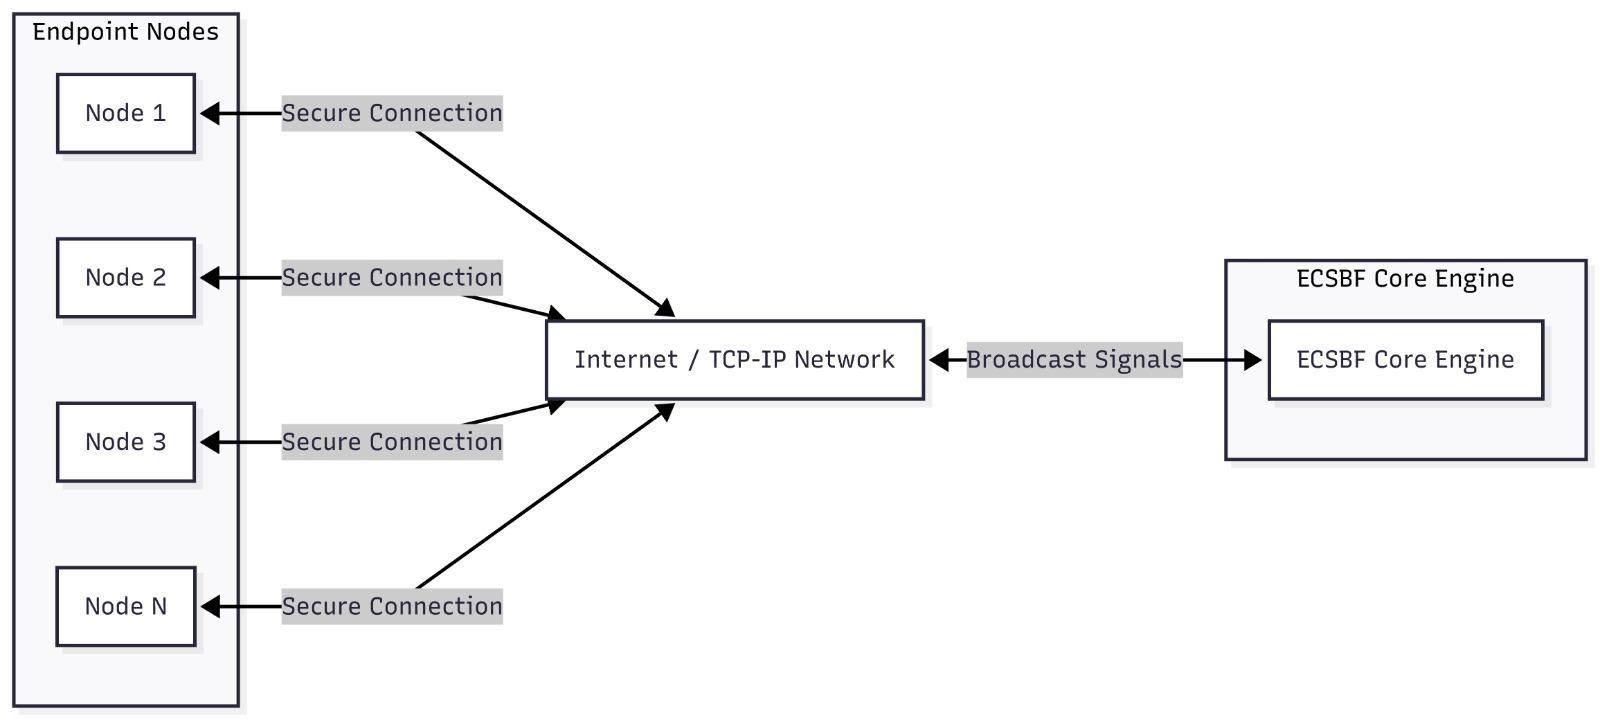 Endpoint Nodes
Node 1
Secure Connection
Node 2
Secure Connection
Node 3
Secure Connection
Node N
Secure Connection
Internet / TCP-IP Network
Broadcast Signals
ECSBF Core Engine
ECSBF Core Engine